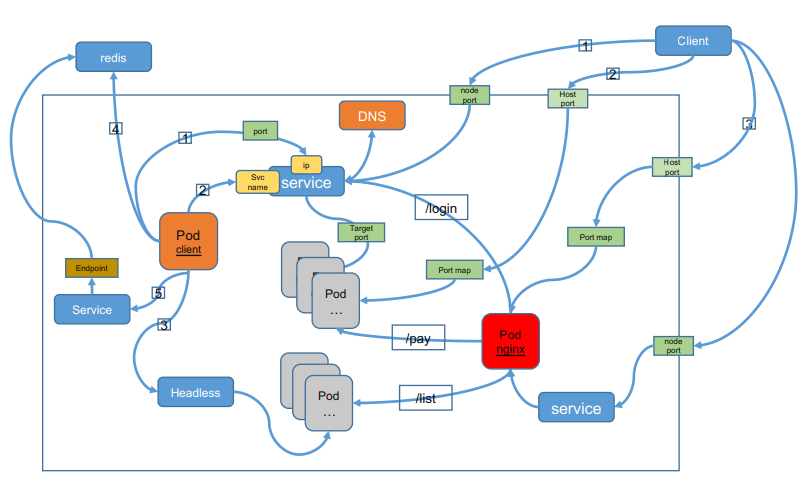 redis
Client
1
2
3
node
port
Host
port
DNS
port
4
1
ip
2
Svc
name
service
Host
port
/login
Pod
client
Target
port
Port map
Endpoint
Port map
Service
5
3
Pod
...
Pod
nginx
/pay
node
port
Headless
Pod
...
/list
service